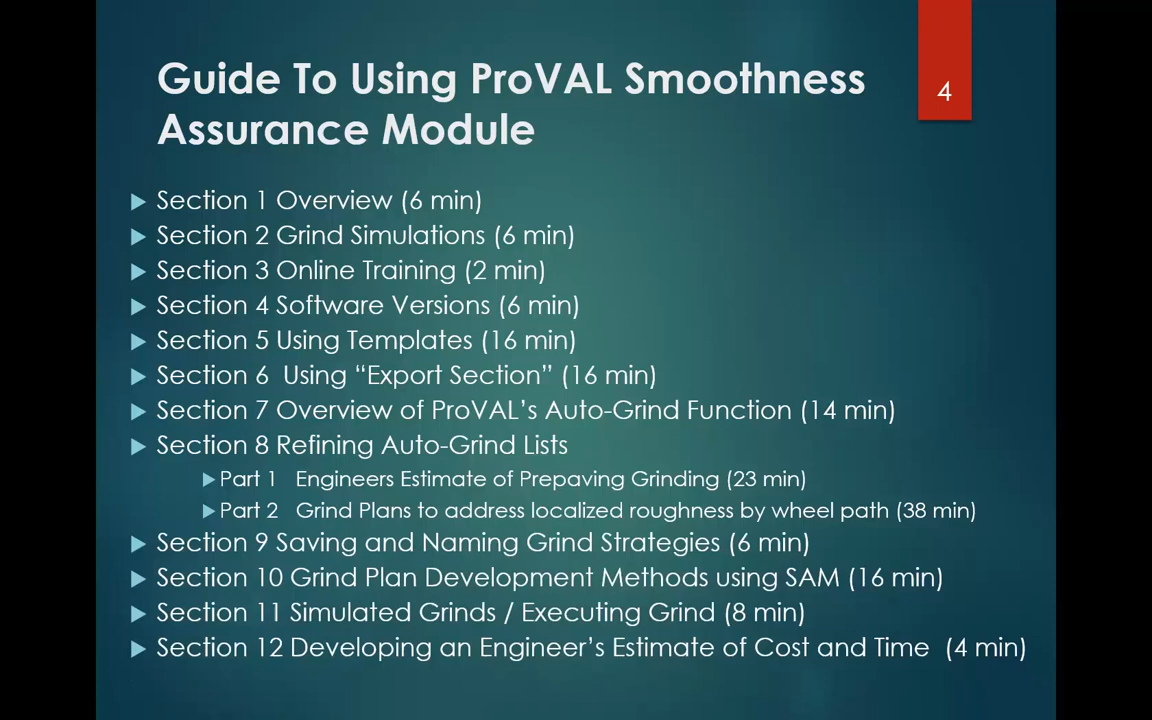 Guide To Using ProVAL Smoothness
Assurance Module
4
Section 1 Overview (6 min)
Section 2 Grind Simulations (6 min)
Section 3 Online Training (2 min)
Section 4 Software Versions (6 min)
Section 5 Using Templates (16 min)
Section 6  Using “Export Section” (16 min)
Section 7 Overview of ProVAL’s Auto-Grind Function (14 min)
Section 8 Refining Auto-Grind Lists
Part 1   Engineers Estimate of Prepaving Grinding (23 min)
Part 2   Grind Plans to address localized roughness by wheel path (38 min)
Section 9 Saving and Naming Grind Strategies (6 min)
Section 10 Grind Plan Development Methods using SAM (16 min)
Section 11 Simulated Grinds / Executing Grind (8 min)
Section 12 Developing an Engineer’s Estimate of Cost and Time  (4 min)